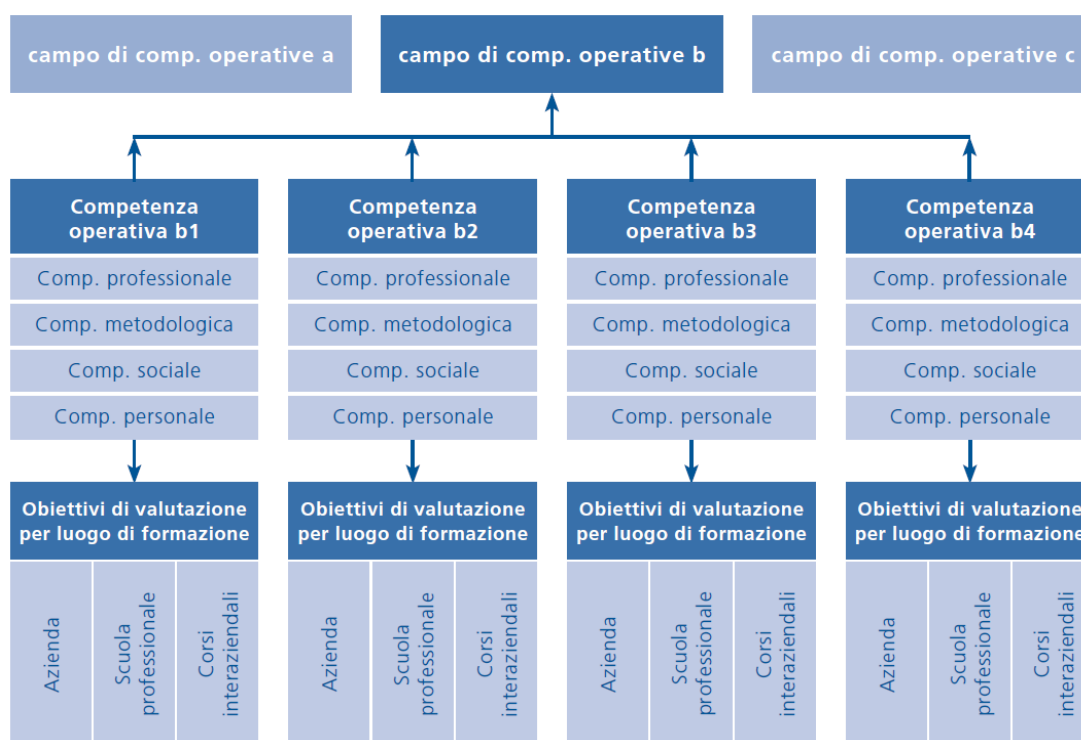 campo di comp. operative a
campo di comp. operative b
campo di comp. operative c
Competenza
operativa b1
Comp. professionale
Comp. metodologica
Comp. sociale
Comp. personale
Obiettivi di valutazione
per luogo di formazione
Azienda
Scuola
professionale
Corsi
interaziendali
Competenza
operativa b2
Comp. professionale
Comp. metodologica
Comp. sociale
Comp. personale
Obiettivi di valutazione
per luogo di formazione
Azienda
Scuola
professionale
Corsi
interaziendali
Competenza
operativa b3
Comp. professionale
Comp. metodologica
Comp. sociale
Comp. personale
Obiettivi di valutazione
per luogo di formazione
Azienda
Scuola
professionale
Corsi
interaziendali
Competenza
operativa b4
Comp. professionale
Comp. metodologica
Comp. sociale
Comp. personale
Obiettivi di valutazione
per luogo di formazione
Azienda
Scuola
professionale
Corsi
interaziendali